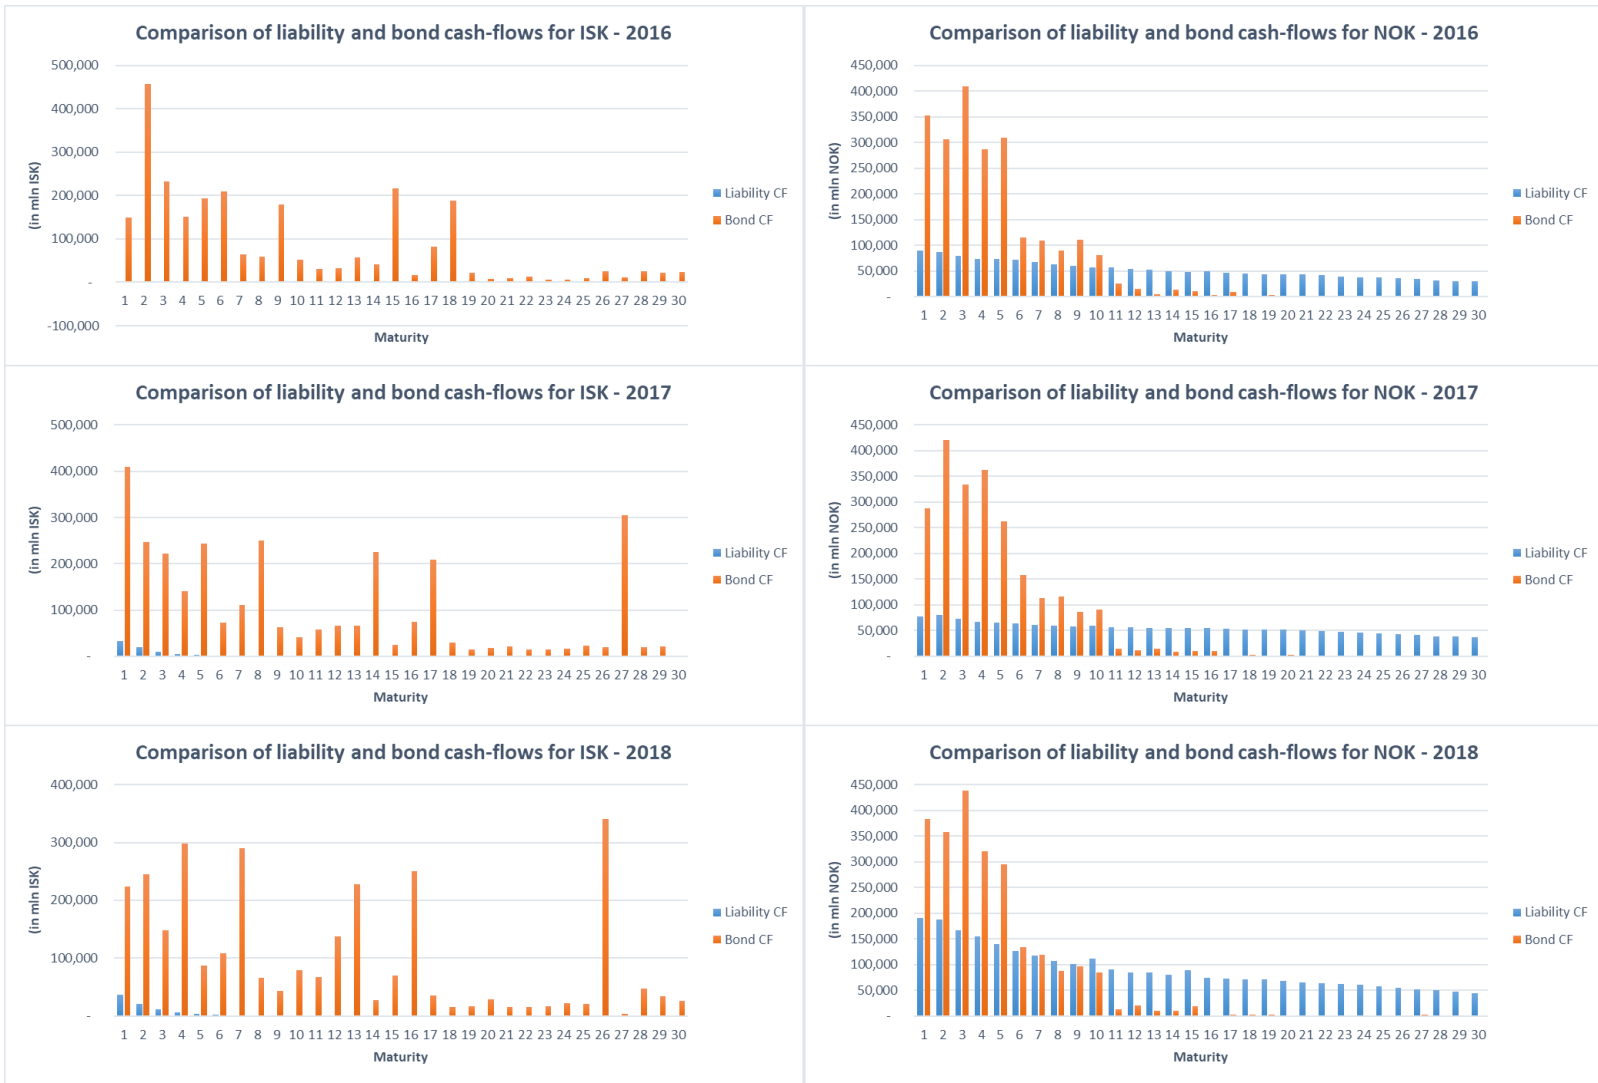 Comparison of liability and bond cash-flows for ISK - 2016
500,000
400,000
300,000
200,000
100,000
-
-100,000
(in mln ISK)
1 2 3 4 5 6 7 8 9 10 11 12 13 14 15 16 17 18 19 20 21 22 23 24 25 26 27 28 29 30
Maturity
Liability CF
Bond CF
Comparison of liability and bond cash-flows for NOK - 2016
450,000
400,000
350,000
300,000
250,000
200,000
150,000
100,000
50,000
-
(in mln NOK)
1 2 3 4 5 6 7 8 9 10 11 12 13 14 15 16 17 18 19 20 21 22 23 24 25 26 27 28 29 30
Maturity
Liability CF
Bond CF
Comparison of liability and bond cash-flows for ISK - 2017
500,000
400,000
300,000
200,000
100,000
-
(in mln ISK)
1 2 3 4 5 6 7 8 9 10 11 12 13 14 15 16 17 18 19 20 21 22 23 24 25 26 27 28 29 30
Maturity
Liability CF
Bond CF
Comparison of liability and bond cash-flows for NOK - 2017
450,000
400,000
350,000
300,000
250,000
200,000
150,000
100,000
50,000
-
(in mln NOK)
1 2 3 4 5 6 7 8 9 10 11 12 13 14 15 16 17 18 19 20 21 22 23 24 25 26 27 28 29 30
Maturity
Liability CF
Bond CF
Comparison of liability and bond cash-flows for ISK - 2018
400,000
300,000
200,000
100,000
-
(in mln ISK)
1 2 3 4 5 6 7 8 9 10 11 12 13 14 15 16 17 18 19 20 21 22 23 24 25 26 27 28 29 30
Maturity
Liability CF
Bond CF
Comparison of liability and bond cash-flows for NOK - 2018
450,000
400,000
350,000
300,000
250,000
200,000
150,000
100,000
50,000
-
(in mln NOK)
1 2 3 4 5 6 7 8 9 10 11 12 13 14 15 16 17 18 19 20 21 22 23 24 25 26 27 28 29 30
Maturity
Liability CF
Bond CF